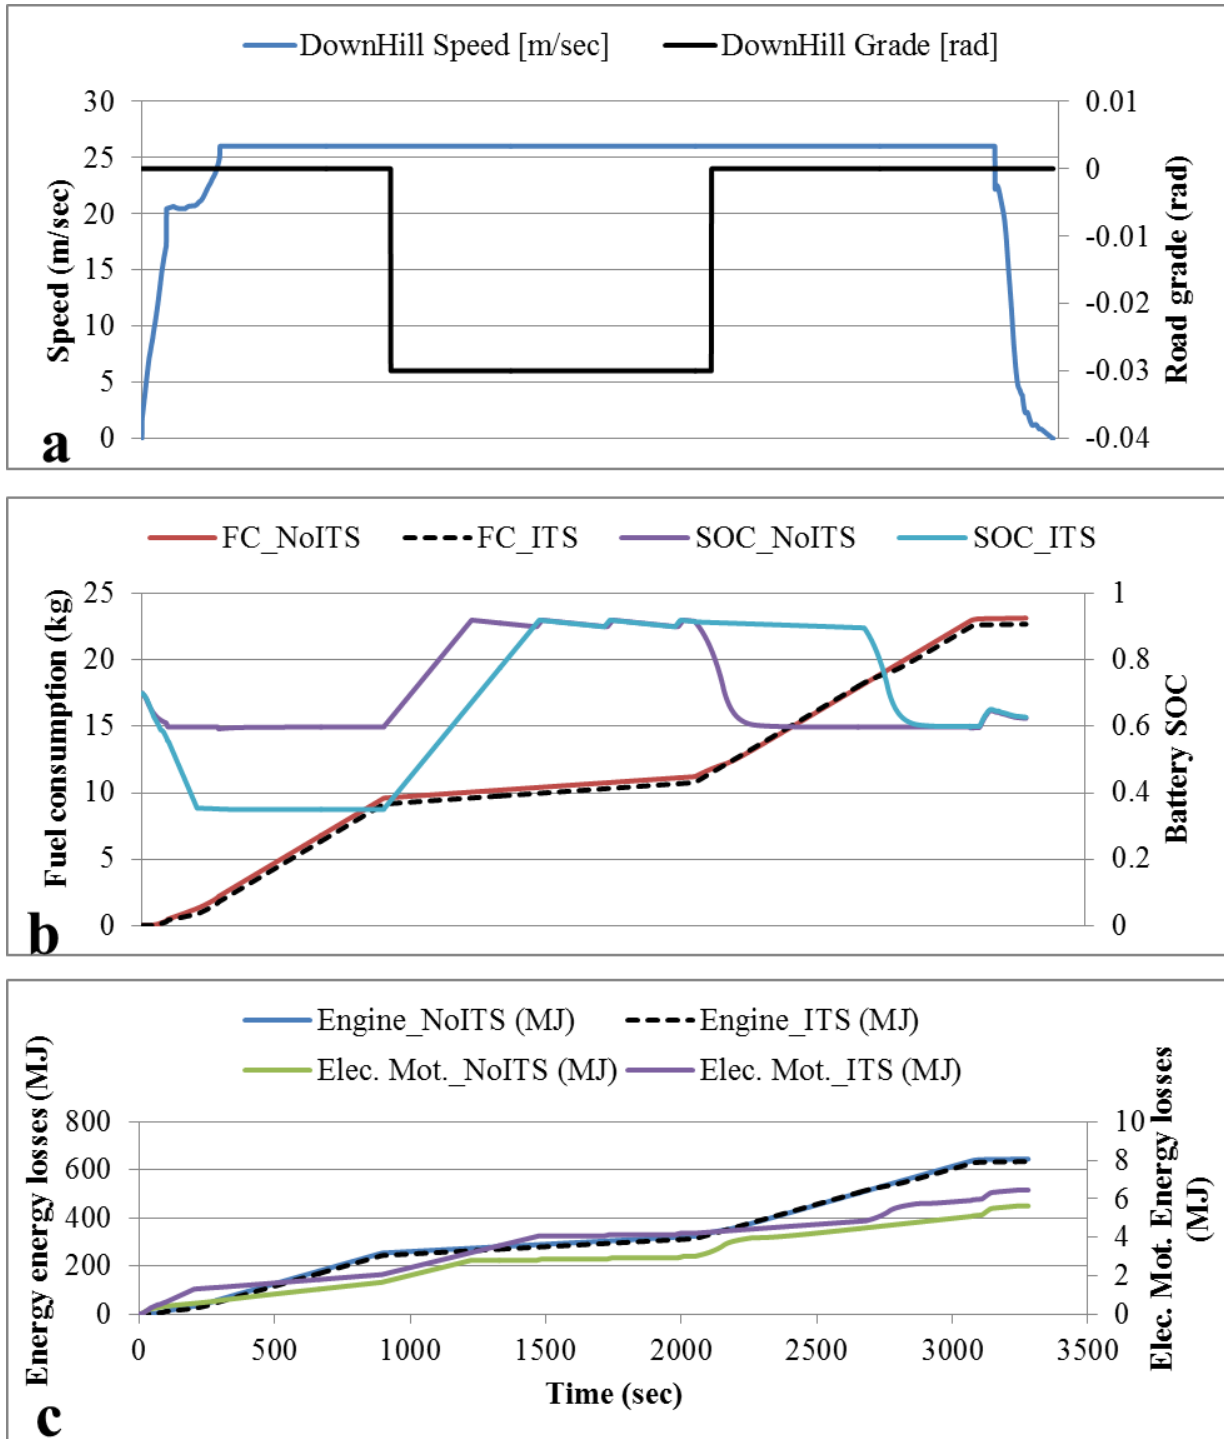 DownHill Speed [m/sec] DownHill Grade [rad]
30 0.01
25 0
20 -0.01
15
10 -0.02
5 -0.03
0 -0.04
Speed (m/sec)
Road grade (rad)
a
FC_NoITS FC_ITS SOC_NoITS SOC_ITS
25 1
20 0.8
15 0.6
10 0.4
5 0.2
0 0
Fuel consumption (kg)
Battery SOC
b
Engine_NoITS (MJ) Engine_ITS (MJ)
Elec. Mot._NoITS (MJ) Elec. Mot._ITS (MJ)
800 10
600 8
400 6
200 4
0 2
0
Energy energy losses (MJ)
Elec. Mot. Energy losses
(MJ)
0 500 1000 1500 2000 2500 3000 3500
Time (sec)
c